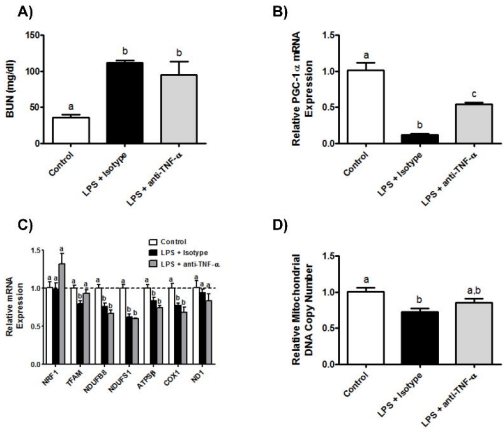 A)
BUN (mg/dl)
150
100
50
0
a
b
b
Control
LPS + Isotype
LPS + anti-TNF-α
B)
Relative PGC-1α mRNA
Expression
1.5
1.0
0.5
0.0
a
b
c
Control
LPS + Isotype
LPS + anti-TNF-α
C)
Relative mRNA
Expression
1.5
1.0
0.5
0.0
Control
LPS + Isotype
LPS + anti-TNF-α
a a a
a b a
a b b
a b b
a b b
a b b
a a a
NRF1
TFAM
NDUFB8
NDUFS1
ATP5β
COX1
ND1
D)
Relative Mitochondrial
DNA Copy Number
1.5
1.0
0.5
0.0
a
b
a,b
Control
LPS + Isotype
LPS + anti-TNF-α